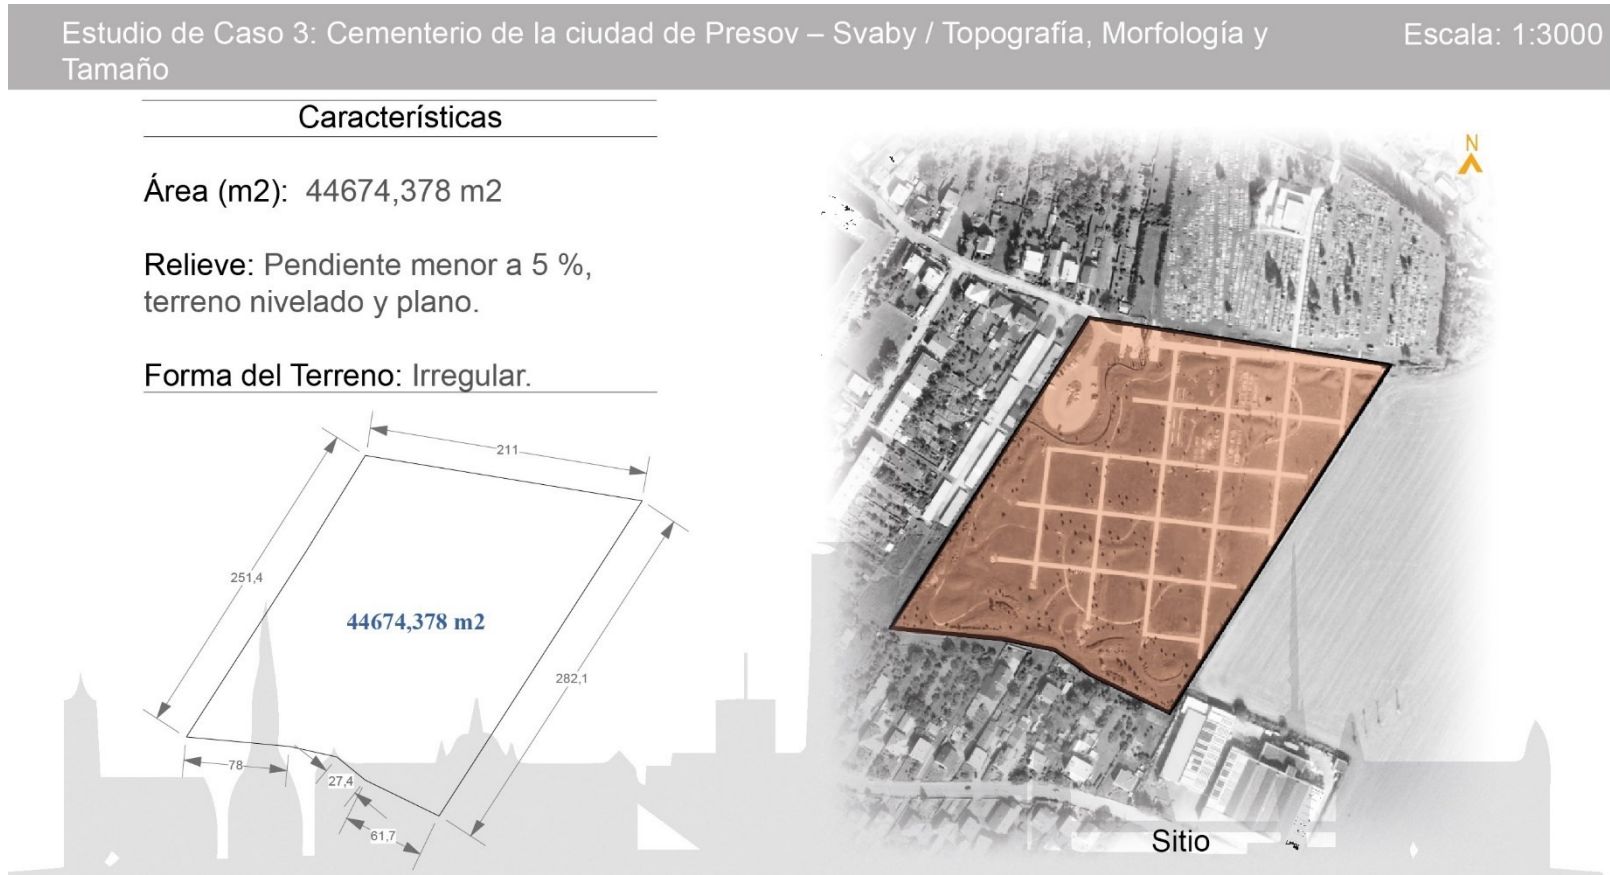 Estudio de Caso 3: Cementerio de la ciudad de Presov – Svaby / Topografía, Morfología y
Tamaño
Escala: 1:3000
Características
Área (m2): 44674,378 m2
Relieve: Pendiente menor a 5 %,
terreno nivelado y plano.
Forma del Terreno: Irregular.
211
251,4
44674,378 m2
282,1
78
27,4
61,7
N
Sitio